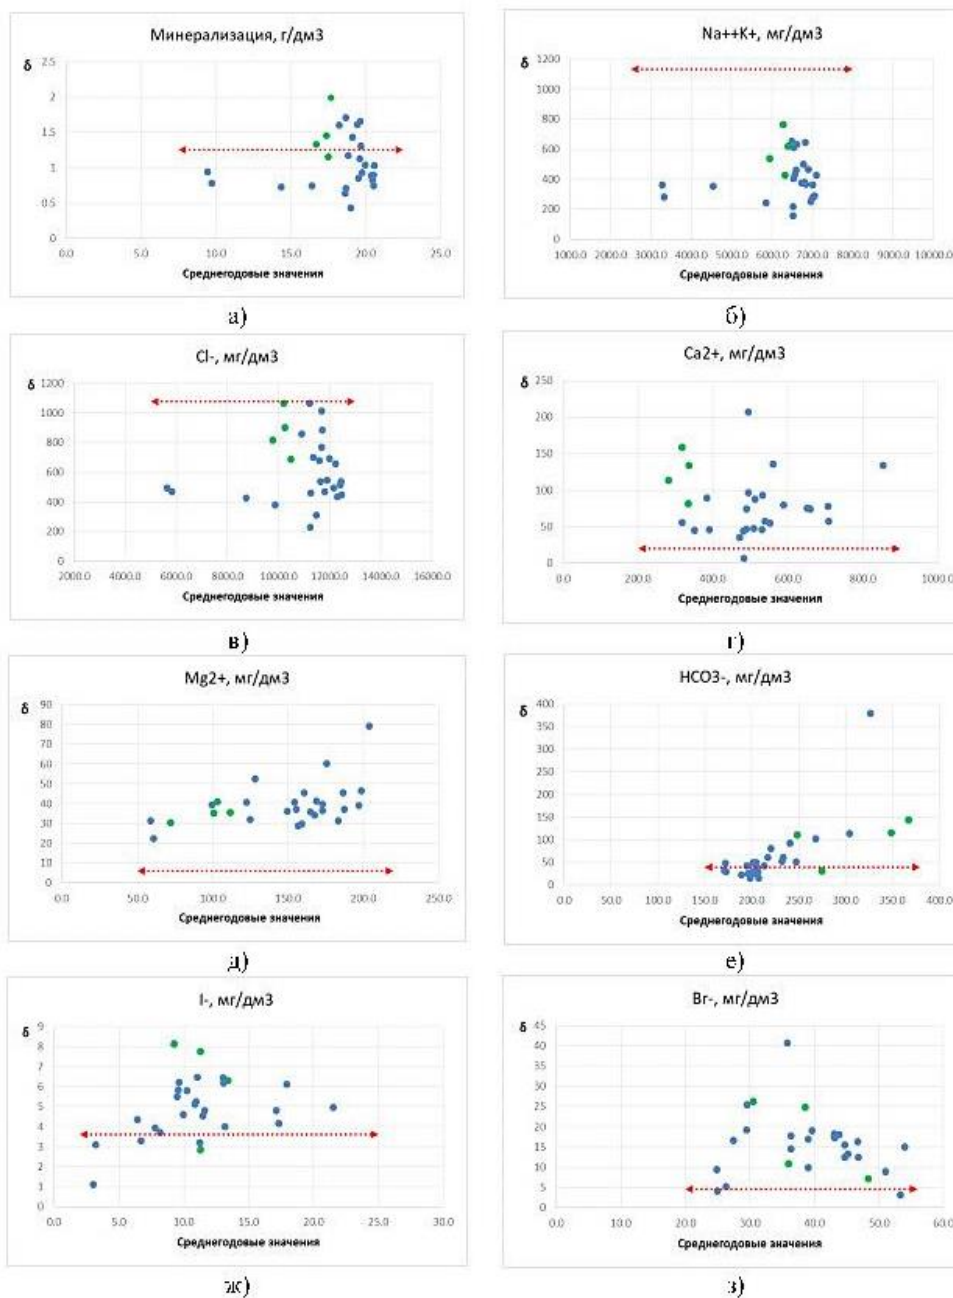 Минерализация, г/дм3
δ
2.5
2
1.5
1
0.5
0
0.0 5.0 10.0 15.0 20.0 25.0
Среднегодовые значения
а)
Na++K+, мг/дм3
δ
1200
1000
800
600
400
200
0
1000.0 2000.0 3000.0 4000.0 5000.0 6000.0 7000.0 8000.0 9000.0 10000.0
Среднегодовые значения
б)
Cl-, мг/дм3
δ
1200
1000
800
600
400
200
0
2000.0 4000.0 6000.0 8000.0 10000.0 12000.0 14000.0 16000.0
Среднегодовые значения
в)
Ca2+, мг/дм3
δ
250
200
150
100
50
0
0.0 200.0 400.0 600.0 800.0 1000.0
Среднегодовые значения
г)
Mg2+, мг/дм3
δ
90
80
70
60
50
40
30
20
10
0
0.0 50.0 100.0 150.0 200.0 250.0
Среднегодовые значения
д)
HCO3-, мг/дм3
δ
400
350
300
250
200
150
100
50
0
0.0 50.0 100.0 150.0 200.0 250.0 300.0 350.0 400.0
Среднегодовые значения
е)
I-, мг/дм3
δ
9
8
7
6
5
4
3
2
1
0
0.0 5.0 10.0 15.0 20.0 25.0 30.0
Среднегодовые значения
ж)
Br-, мг/дм3
δ
45
40
35
30
25
20
15
10
5
0
0.0 10.0 20.0 30.0 40.0 50.0 60.0
Среднегодовые значения
з)